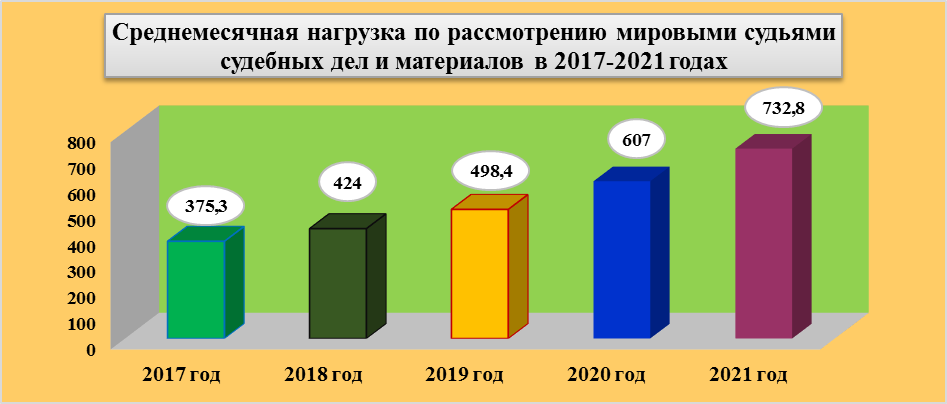 Среднемесячная нагрузка по рассмотрению мировыми судьями
судебных дел и материалов в 2017-2021 годах
732,8
607
498,4
424
375,3
800
700
600
500
400
300
200
100
0
2017 год
2018 год
2019 год
2020 год
2021 год